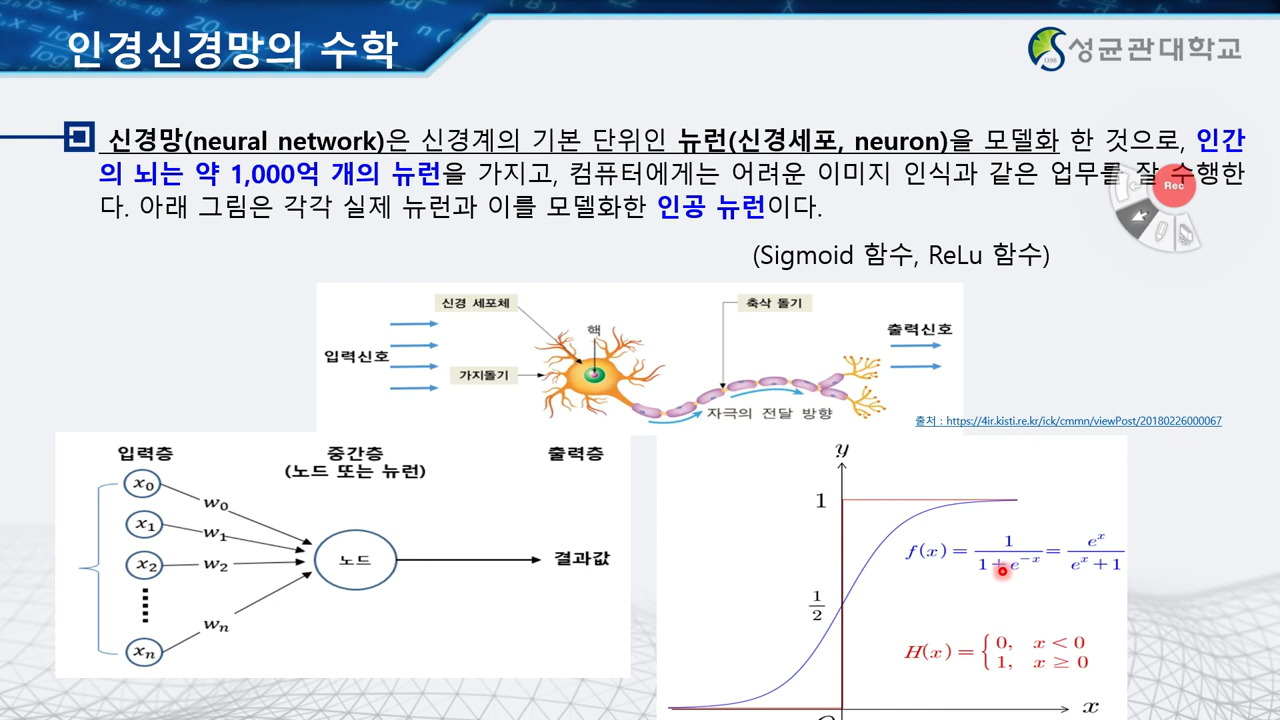 인경신경망의 수학
1398 성균관대학교
신경망(neural network)은 신경계의 기본 단위인 뉴런(신경세포, neuron)을 모델화 한 것으로, 인간
의 뇌는 약 1,000억 개의 뉴런을 가지고, 컴퓨터에게는 어려운 이미지 인식과 같은 업무를 잘 수행한
다. 아래 그림은 각각 실제 뉴런과 이를 모델화한 인공 뉴런이다.
Rec
(Sigmoid 함수, ReLu 함수)
신경 세포체
축삭 돌기
핵
출력신호
입력신호
가지돌기
자극의 전달 방향
출처 : https://4ir.kisti.re.kr/ick/cmmn/viewPost/20180226000067
입력층 중간층 출력층
(노드 또는 뉴런)
x₀ w₀
x₁ w₁
x₂ w₂ 노드 결과값
wₙ
xₙ
y
1
f(x) = 1/(1+e^{-x}) = e^x/(e^x+1)
1/2
H(x) = { 0, x < 0
1, x ≥ 0
x